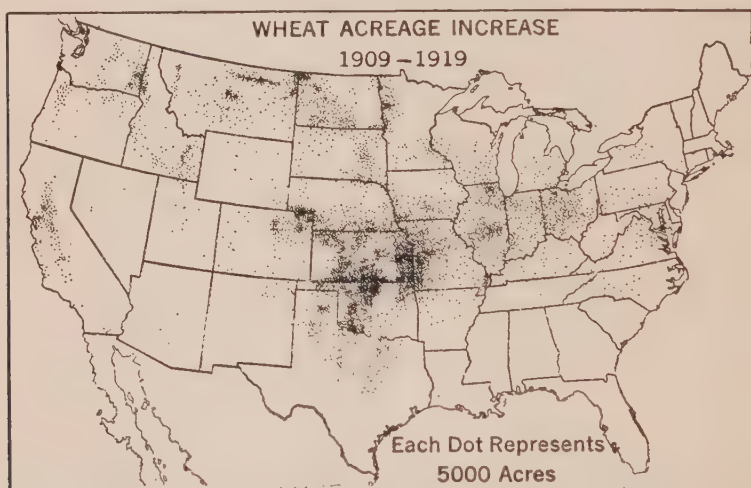 WHEAT ACREAGE INCREASE
1909–1919
Each Dot Represents
5000 Acres